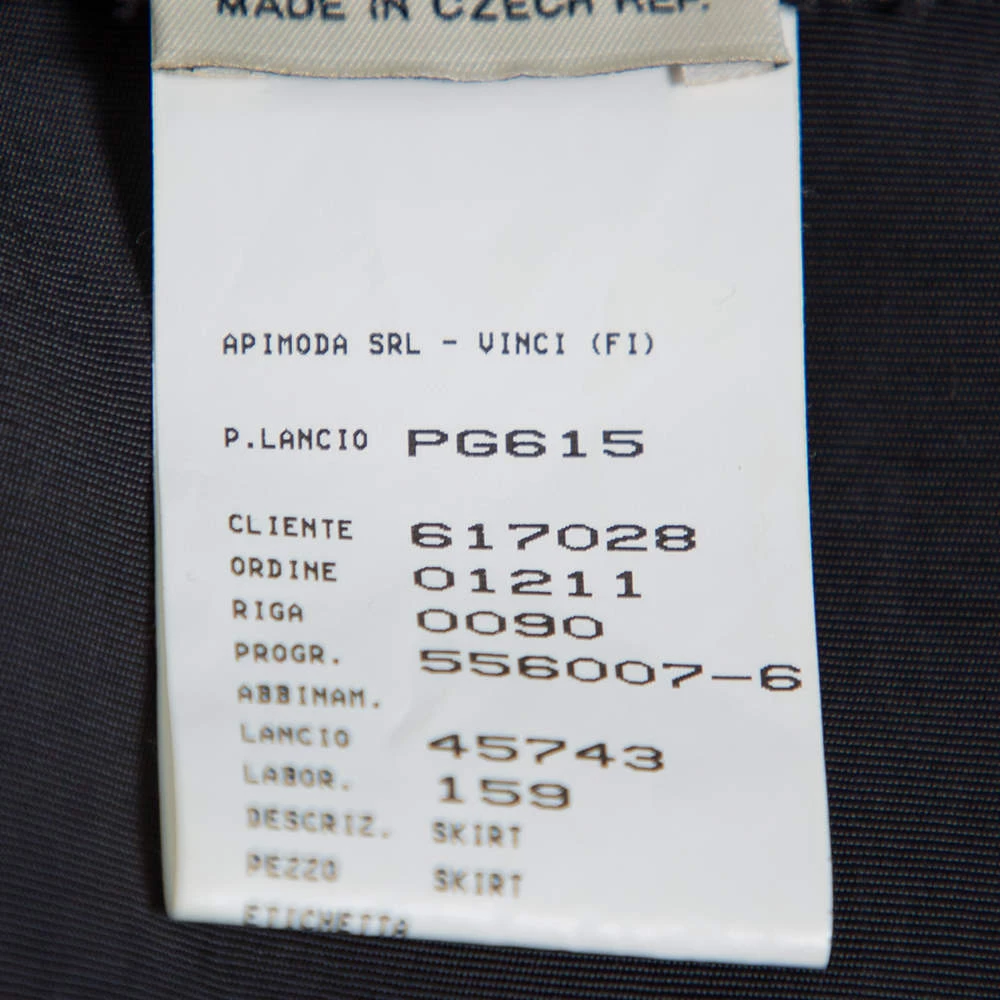 MADE IN CZECH REP.
APIMODA SRL - VINCI (FI)
P.LANCIO PG615
CLIENTE 617028
ORDINE 01211
RIGA 0090
PROGR. 556007-6
ABBINAM.
LANCIO 45743
LABOR. 159
DESCRIZ. SKIRT
PEZZO SKIRT
ETICHETTA